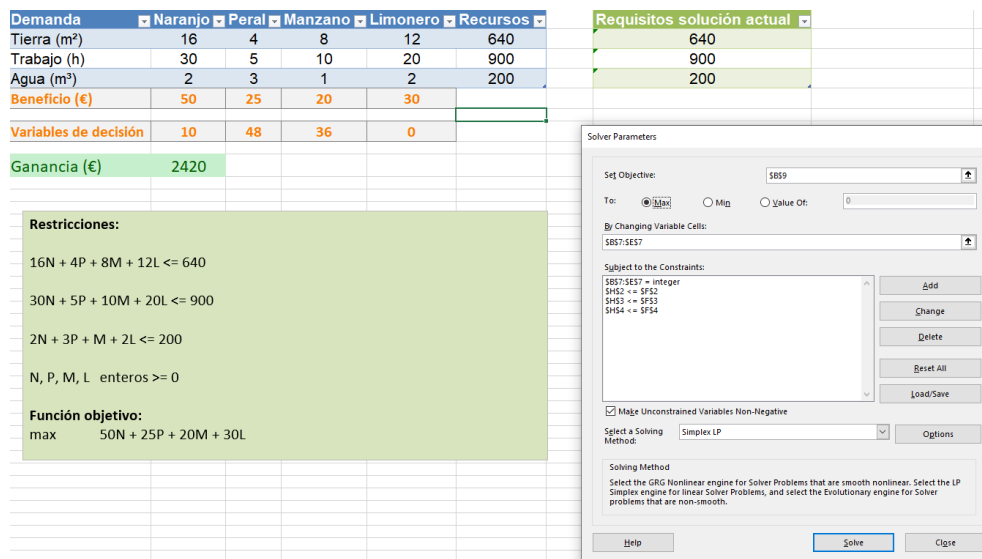 Demanda Naranjo Peral Manzano Limonero Recursos
Tierra (m²) 16 4 8 12 640
Trabajo (h) 30 5 10 20 900
Agua (m³) 2 3 1 2 200
Beneficio (€) 50 25 20 30
Variables de decisión 10 48 36 0
Ganancia (€) 2420
Requisitos solución actual
640
900
200
Restricciones:
16N + 4P + 8M + 12L <= 640
30N + 5P + 10M + 20L <= 900
2N + 3P + M + 2L <= 200
N, P, M, L enteros >= 0
Función objetivo:
max 50N + 25P + 20M + 30L
Solver Parameters
Set Objective: $B$9
To: Max Min Value Of: 0
By Changing Variable Cells:
$B$7:$E$7
Subject to the Constraints:
$B$7:$E$7 = integer
$H$2 <= $F$2
$H$3 <= $F$3
$H$4 <= $F$4
Add
Change
Delete
Reset All
Load/Save
Make Unconstrained Variables Non-Negative
Select a Solving Method: Simplex LP
Options
Solving Method
Select the GRG Nonlinear engine for Solver Problems that are smooth nonlinear. Select the LP
Simplex engine for linear Solver Problems, and select the Evolutionary engine for Solver
problems that are non-smooth.
Help Solve Close